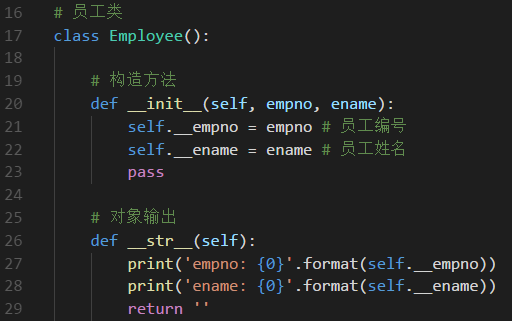 16 # 员工类
17 class Employee():
18
19     # 构造方法
20     def __init__(self, empno, ename):
21         self.__empno = empno # 员工编号
22         self.__ename = ename # 员工姓名
23         pass
24
25     # 对象输出
26     def __str__(self):
27         print('empno: {0}'.format(self.__empno))
28         print('ename: {0}'.format(self.__ename))
29         return ''